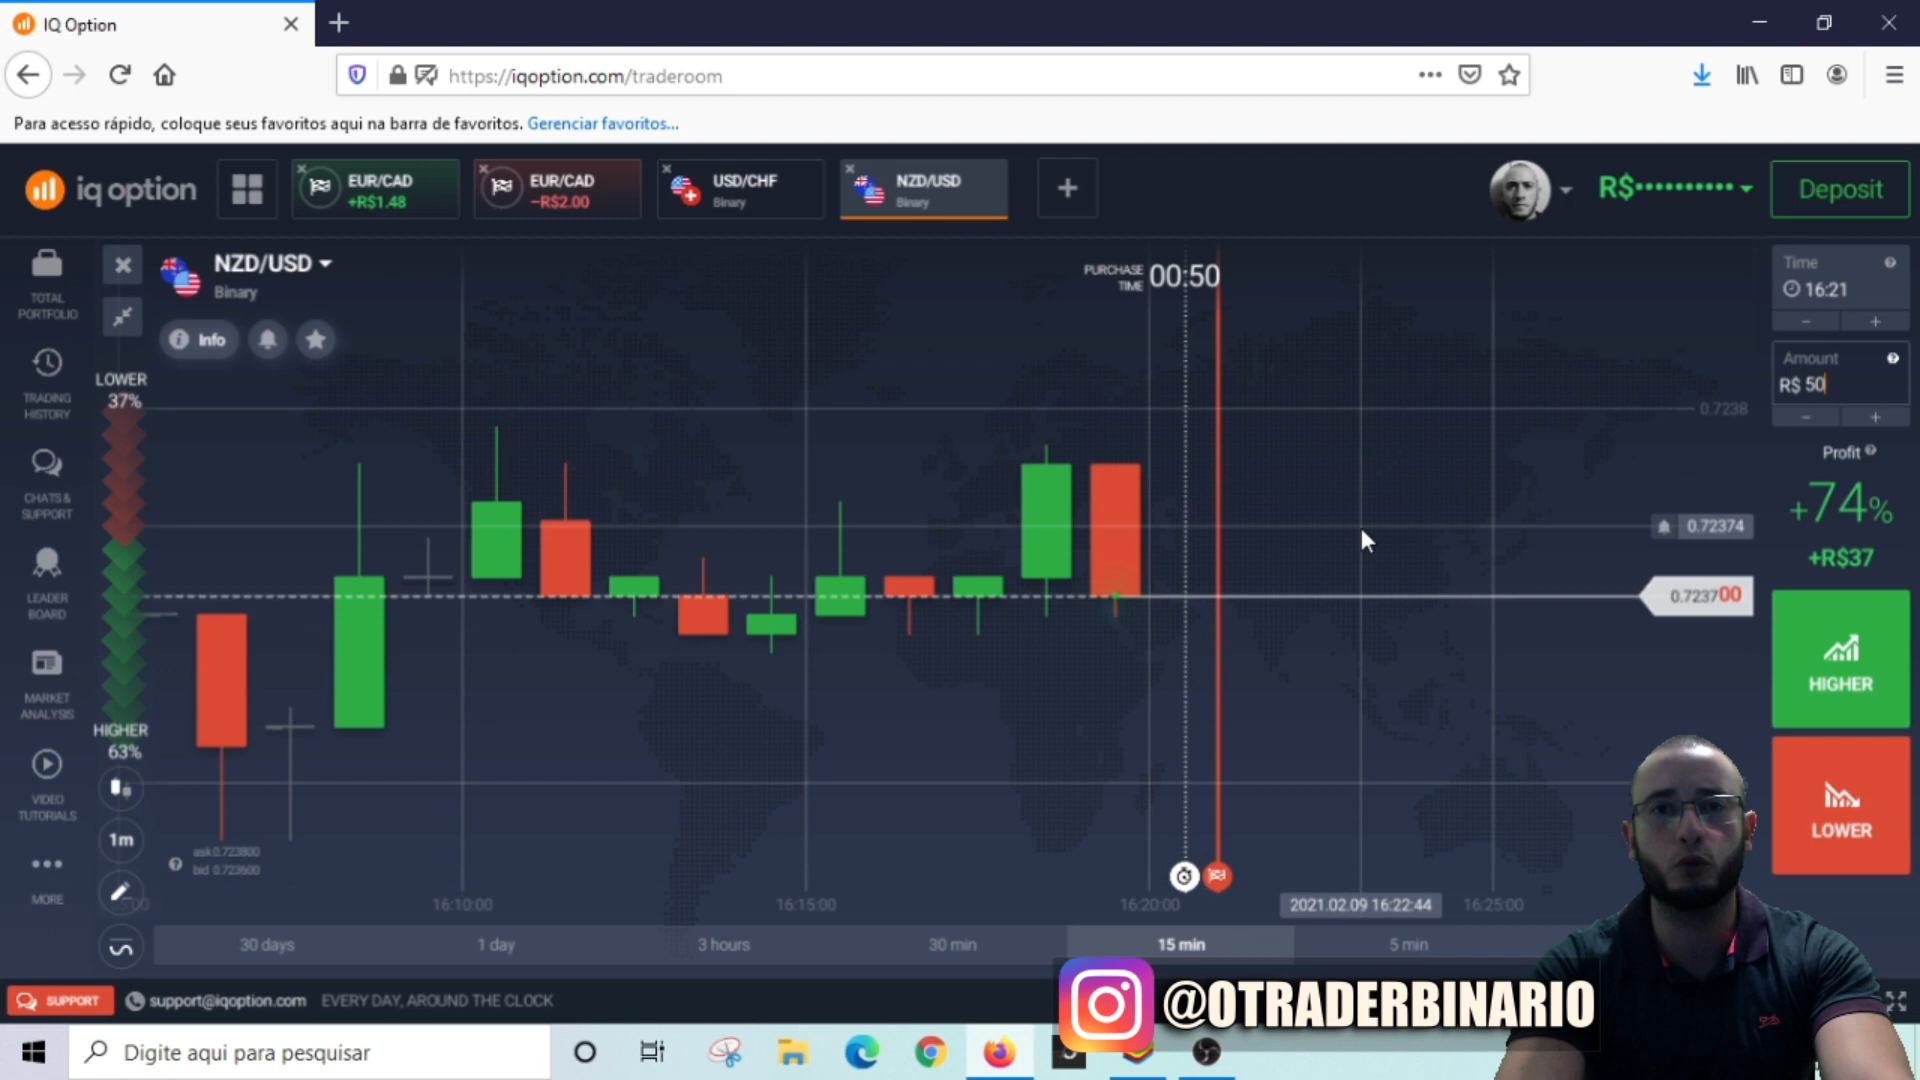 IQ Option
https://iqoption.com/traderoom
Para acesso rápido, coloque seus favoritos aqui na barra de favoritos. Gerenciar favoritos...
iq option
EUR/CAD
+R$1.48
EUR/CAD
-R$2.00
USD/CHF
Binary
NZD/USD
Binary
R$••••••••••
Deposit
TOTAL
PORTFOLIO
TRADING
HISTORY
CHATS &
SUPPORT
LEADER
BOARD
MARKET
ANALYSIS
VIDEO
TUTORIALS
MORE
NZD/USD
Binary
Info
LOWER
37%
HIGHER
63%
1m
PURCHASE
TIME
00:50
ask 0.723800
bid 0.723600
0.7238
0.72374
0.723700
Time
16:21
Amount
R$ 50
Profit
+74%
+R$37
HIGHER
LOWER
16:10:00
16:15:00
16:20:00
2021.02.09 16:22:44
16:25:00
30 days
1 day
3 hours
30 min
15 min
5 min
SUPPORT
support@iqoption.com
EVERY DAY, AROUND THE CLOCK
@OTRADERBINARIO
Digite aqui para pesquisar